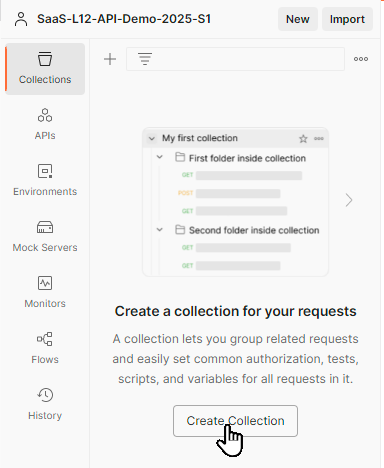 SaaS-L12-API-Demo-2025-S1
New
Import
Collections
APIs
Environments
Mock Servers
Monitors
Flows
History
My first collection
First folder inside collection
GET
POST
GET
Second folder inside collection
GET
GET
Create a collection for your requests
A collection lets you group related requests
and easily set common authorization, tests,
scripts, and variables for all requests in it.
Create Collection